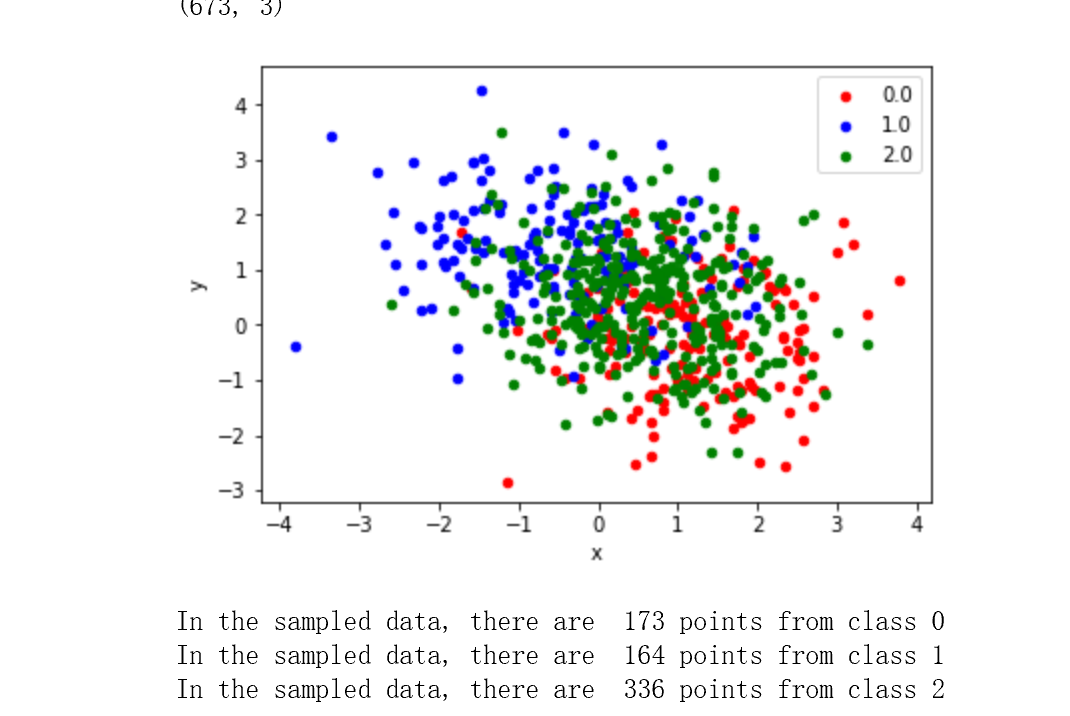 (673, 3)
0.0
1.0
2.0
4
3
2
1
0
−1
−2
−3
y
−4 −3 −2 −1 0 1 2 3 4
x
In the sampled data, there are  173 points from class 0
In the sampled data, there are  164 points from class 1
In the sampled data, there are  336 points from class 2